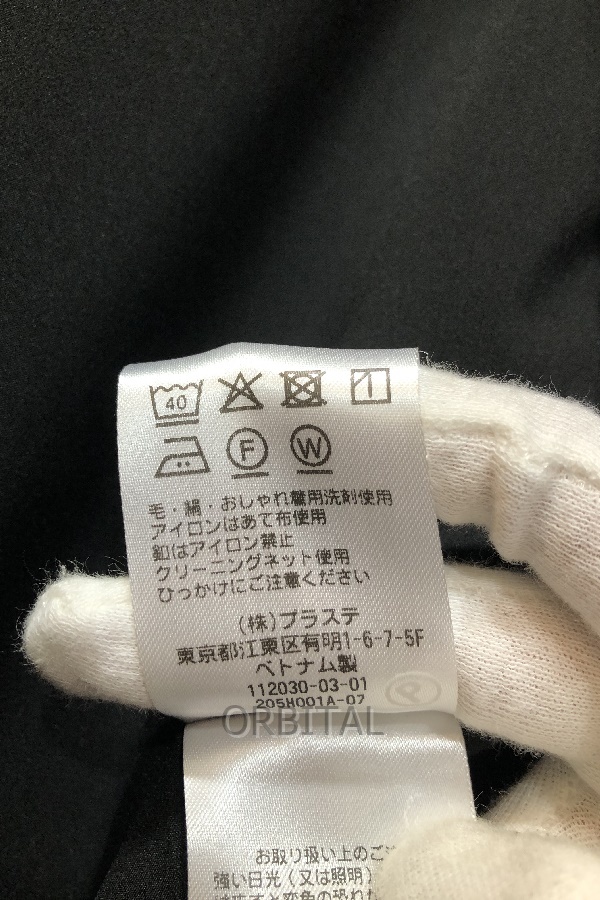 40
F W
毛・絹・おしゃれ着用洗剤使用
アイロンはあて布使用
釦はアイロン禁止
クリーニングネット使用
ひっかけにご注意ください
(株)プラステ
東京都江東区有明1-6-7-5F
ベトナム製
112030-03-01
205H001A-07
P
ORBITAL
お取り扱い上のご
強い日光(又は照明)